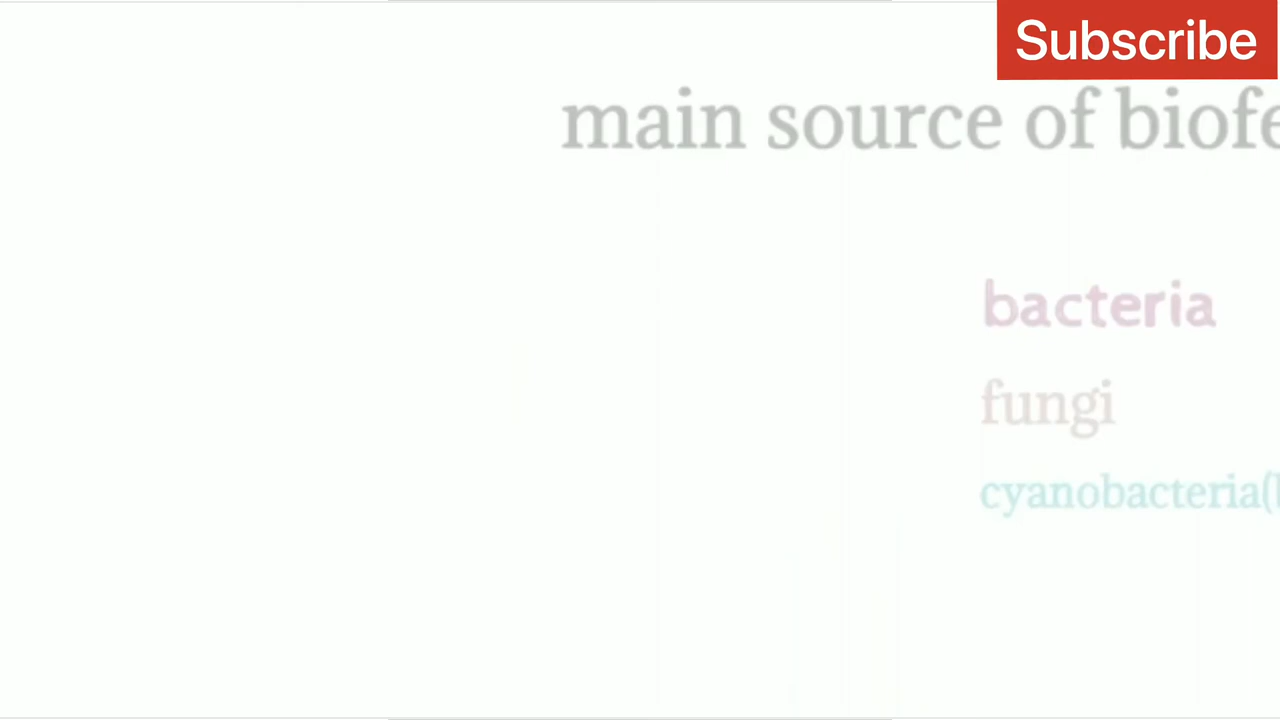 Subscribe
main source of biofe
bacteria
fungi
cyanobacteria(